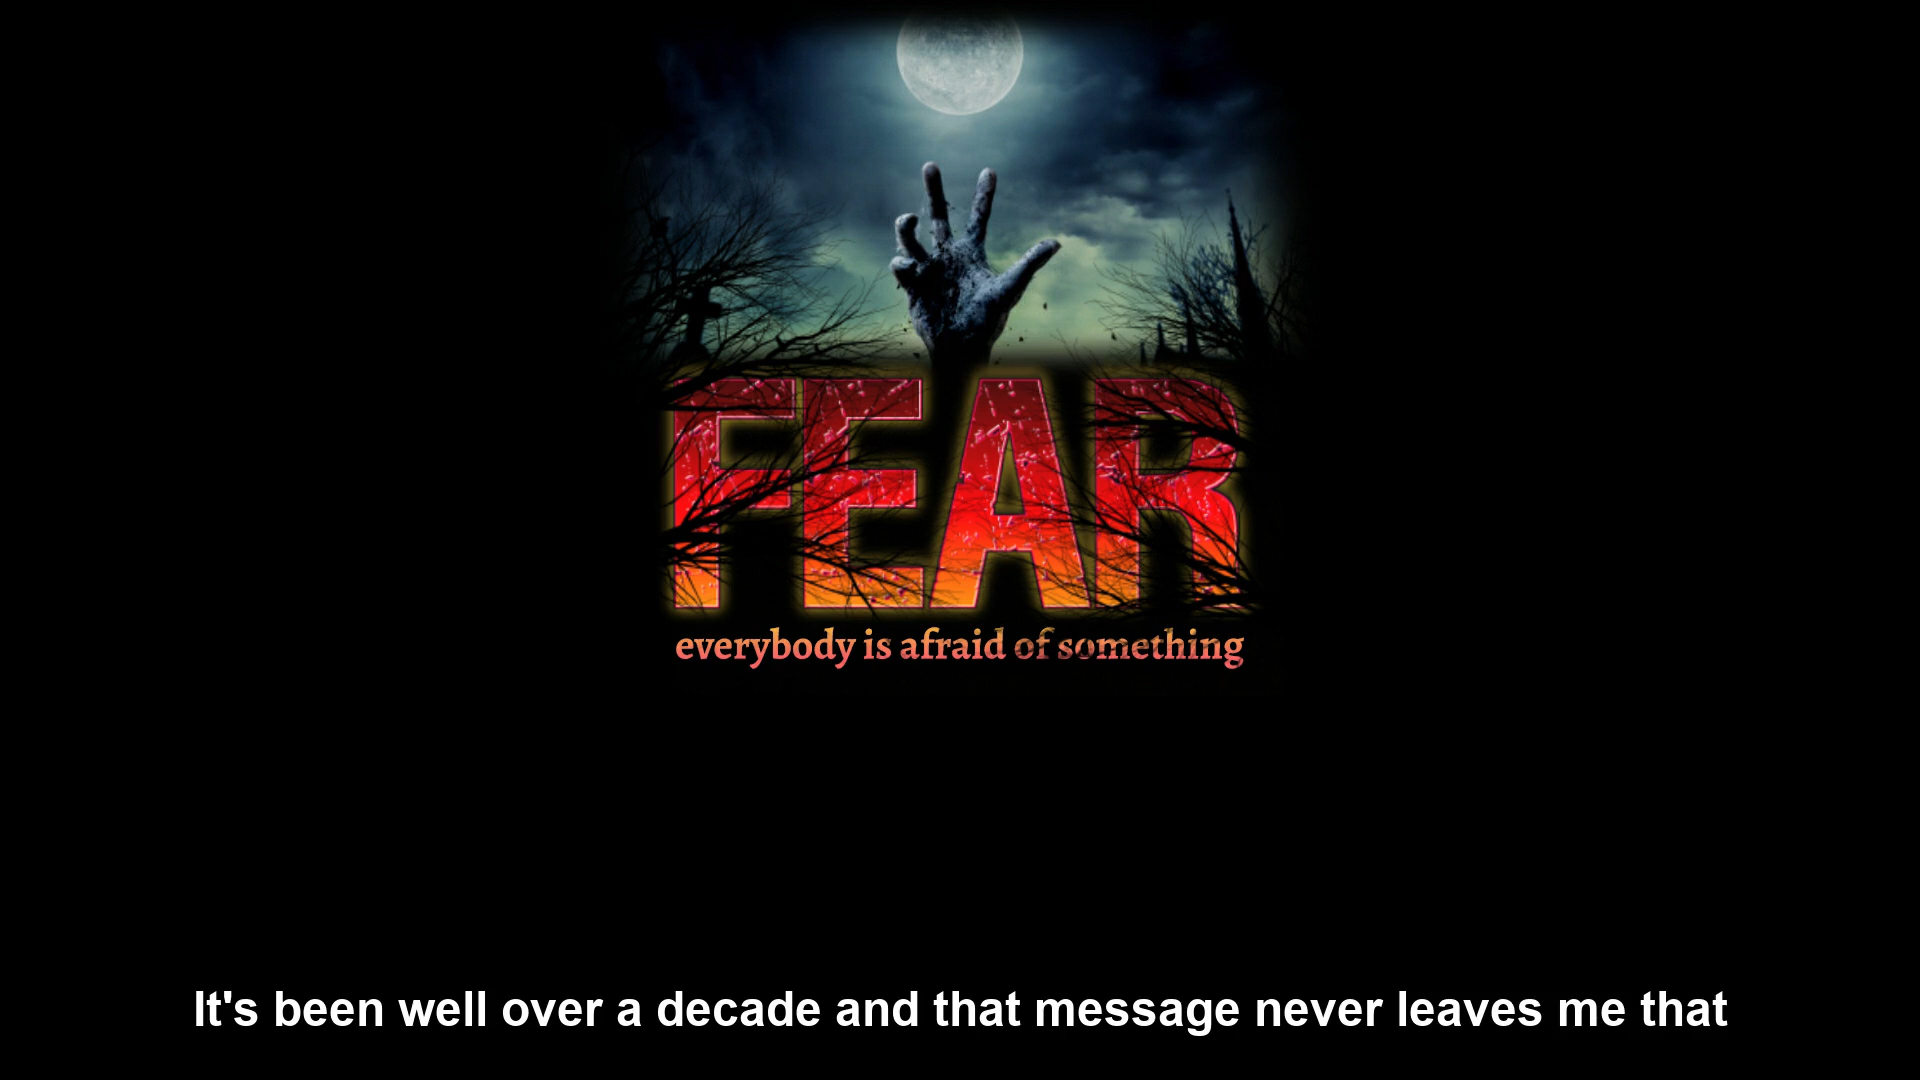 FEAR
everybody is afraid of something
It's been well over a decade and that message never leaves me that